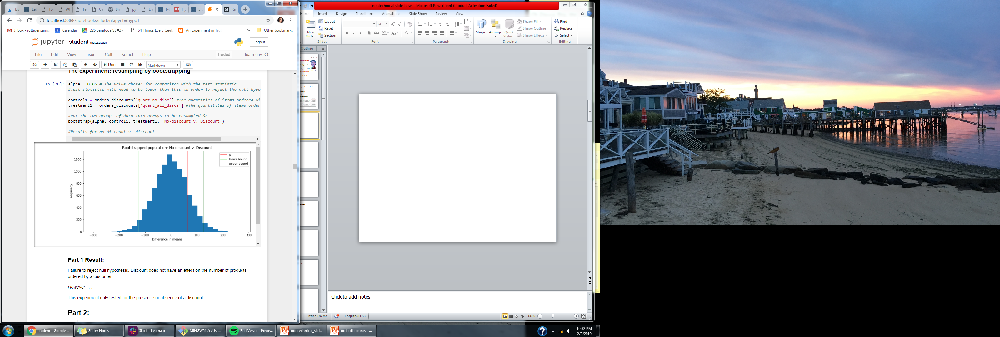 Lis
Le
To
Wl
Te
Ca
Br
py
Da
T-
PDF Hy
5 l
M Re
localhost:8888/notebooks/student.ipynb#hypo1
Inbox - ruttiger.samp
3 Calendar
225 Saratoga St #2 -
64 Things Every Geek
An Experiment in Tru
»
Other bookmarks
jupyter student (autosaved)
Logout
File Edit View Insert Cell Kernel Help
Trusted
learn-env
Run
Markdown
The experiment: resampling by bootstrapping
In [20]:
alpha = 0.05 # The value chosen for comparison with the test statistic.
#Test statistic will need to be lower than this in order to reject the null hypo
control1 = orders_discounts['quant_no_disc'] #The quantities of items ordered wi
treatment1 = orders_discounts['quant_all_discs'] #The quantitites of items order
#Put the two groups of data into arrays to be resampled &c
bootstrap(alpha, control1, treatment1, 'No-discount v. Discount')
#Results for no-discount v. discount
Bootstrapped population: No-discount v. Discount
p
lower bound
upper bound
1200
1000
800
600
400
200
0
Frequency
−300 −200 −100 0 100 200 300
Difference in means
Part 1 Result:
Failure to reject null hypothesis. Discount does not have an effect on the number of products
ordered by a customer.
However . . .
This experiment only tested for the presence or absence of a discount.
Part 2:
nontechnical_slideshow - Microsoft PowerPoint (Product Activation Failed)
Home Insert Design Transitions Animations Slide Show Review View
New
Slide
Layout
Reset
Section
Slides
24
B I U S abc AV Aa A
Font
Paragraph
Shapes
Arrange
Quick
Styles
Shape Fill
Shape Outline
Shape Effects
Drawing
Find
Replace
Select
Editing
Outline
Click to add notes
"Office Theme"
English (U.S.)
66%
student - Google ...
Sticky Notes
Slack - Learn.co
MINGW64:/c/Use...
Red Velvet - Powe...
nontechnical_slid...
orderdiscounts - ...
10:32 PM
2/3/2019